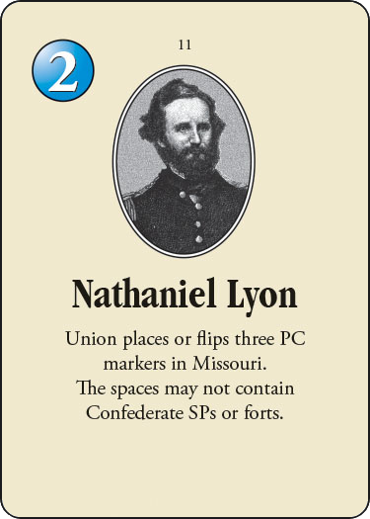 11
2
Nathaniel Lyon
Union places or flips three PC
markers in Missouri.
The spaces may not contain
Confederate SPs or forts.